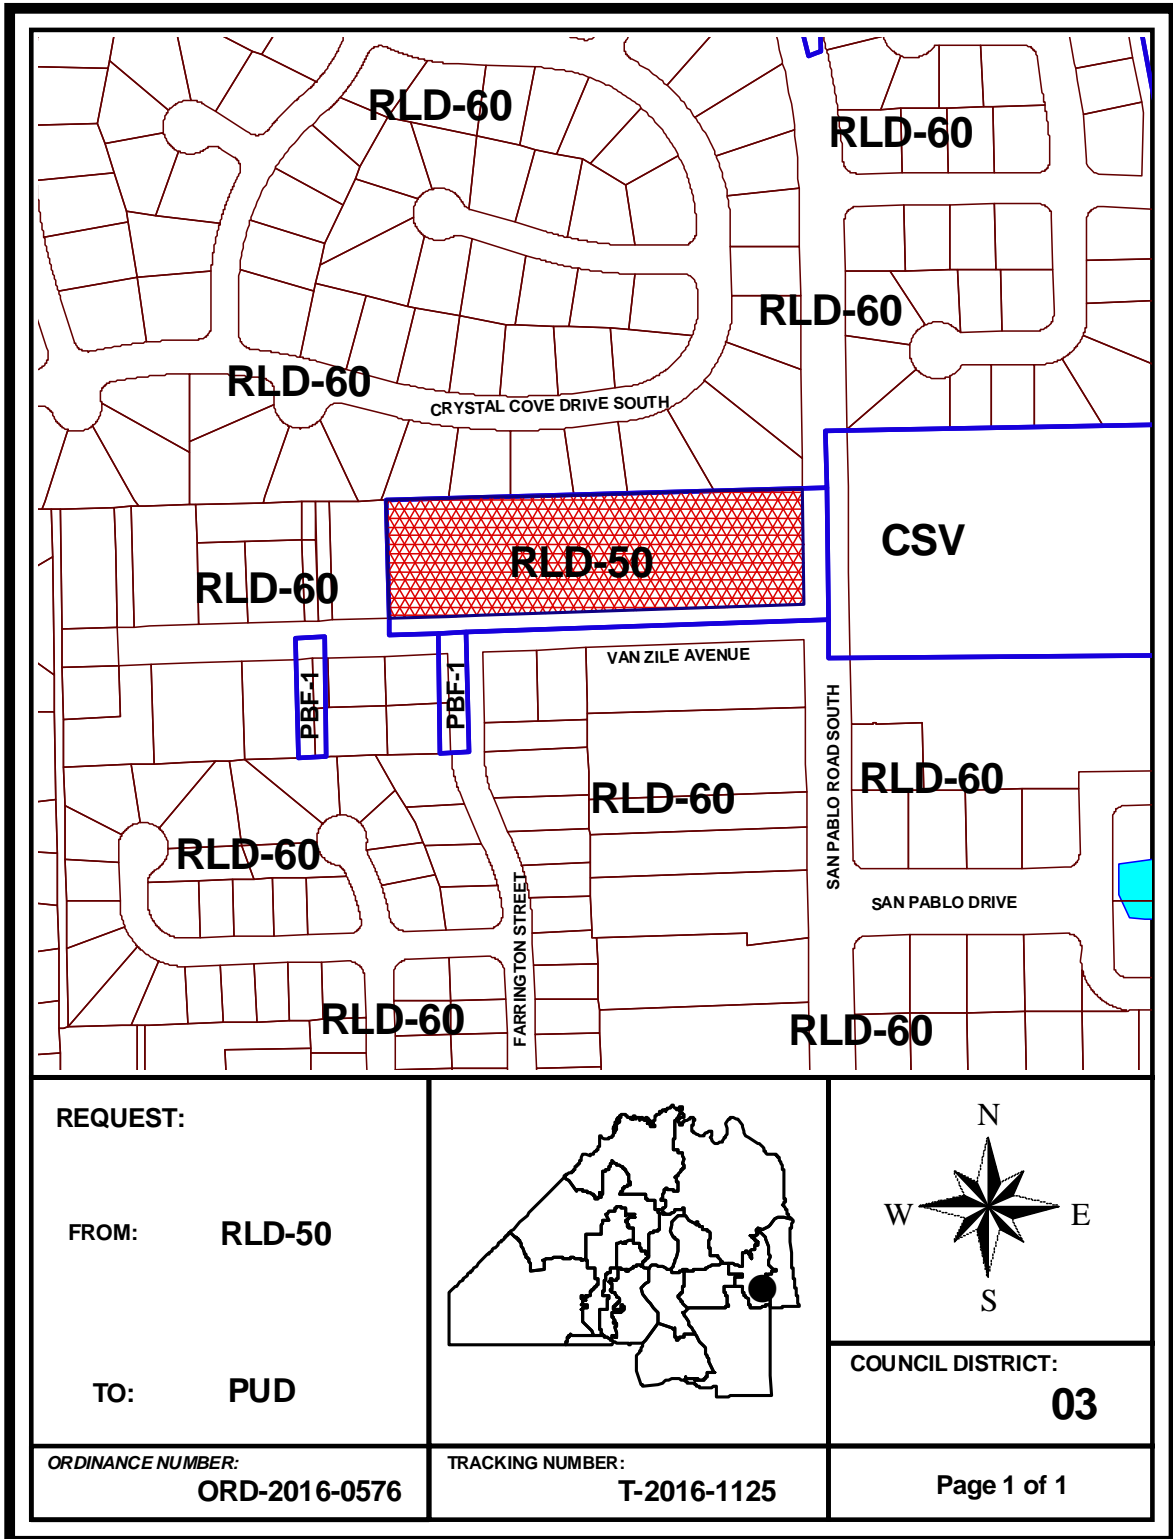 RLD-60
RLD-60
RLD-60
RLD-60
CRYSTAL COVE DRIVE SOUTH
CSV
RLD-50
RLD-60
VAN ZILE AVENUE
PBF-1
PBF-1
SAN PABLO ROAD SOUTH
RLD-60
RLD-60
RLD-60
SAN PABLO DRIVE
FARRINGTON STREET
RLD-60
RLD-60
REQUEST:
FROM: RLD-50
TO: PUD
N
W E
S
COUNCIL DISTRICT:
03
ORDINANCE NUMBER:
ORD-2016-0576
TRACKING NUMBER:
T-2016-1125
Page 1 of 1